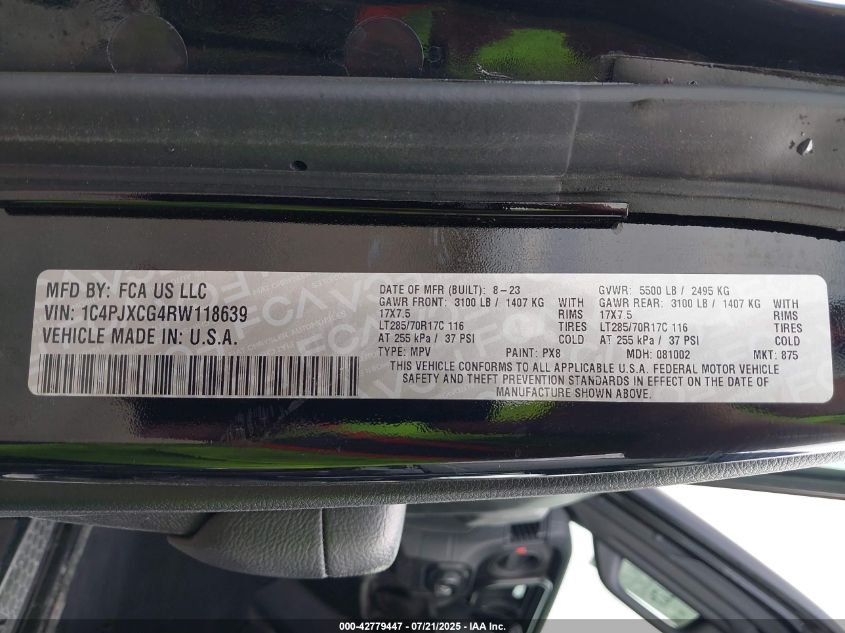 MFD BY: FCA US LLC
VIN: 1C4PJXCG4RW118639
VEHICLE MADE IN: U.S.A.
DATE OF MFR (BUILT): 8-23 GVWR: 5500 LB / 2495 KG
GAWR FRONT: 3100 LB / 1407 KG GAWR REAR: 3100 LB / 1407 KG
17X7.5 RIMS 17X7.5 RIMS
LT285/70R17C 116 TIRES LT285/70R17C 116 TIRES
AT 255 kPa / 37 PSI COLD AT 255 kPa / 37 PSI COLD
TYPE: MPV PAINT: PX8 MDH: 081002 MKT: 875
THIS VEHICLE CONFORMS TO ALL APPLICABLE U.S.A. FEDERAL MOTOR VEHICLE
SAFETY AND THEFT PREVENTION STANDARDS IN EFFECT ON THE DATE OF
MANUFACTURE SHOWN ABOVE.
000-42779447 - 07/21/2025 - IAA, Inc.